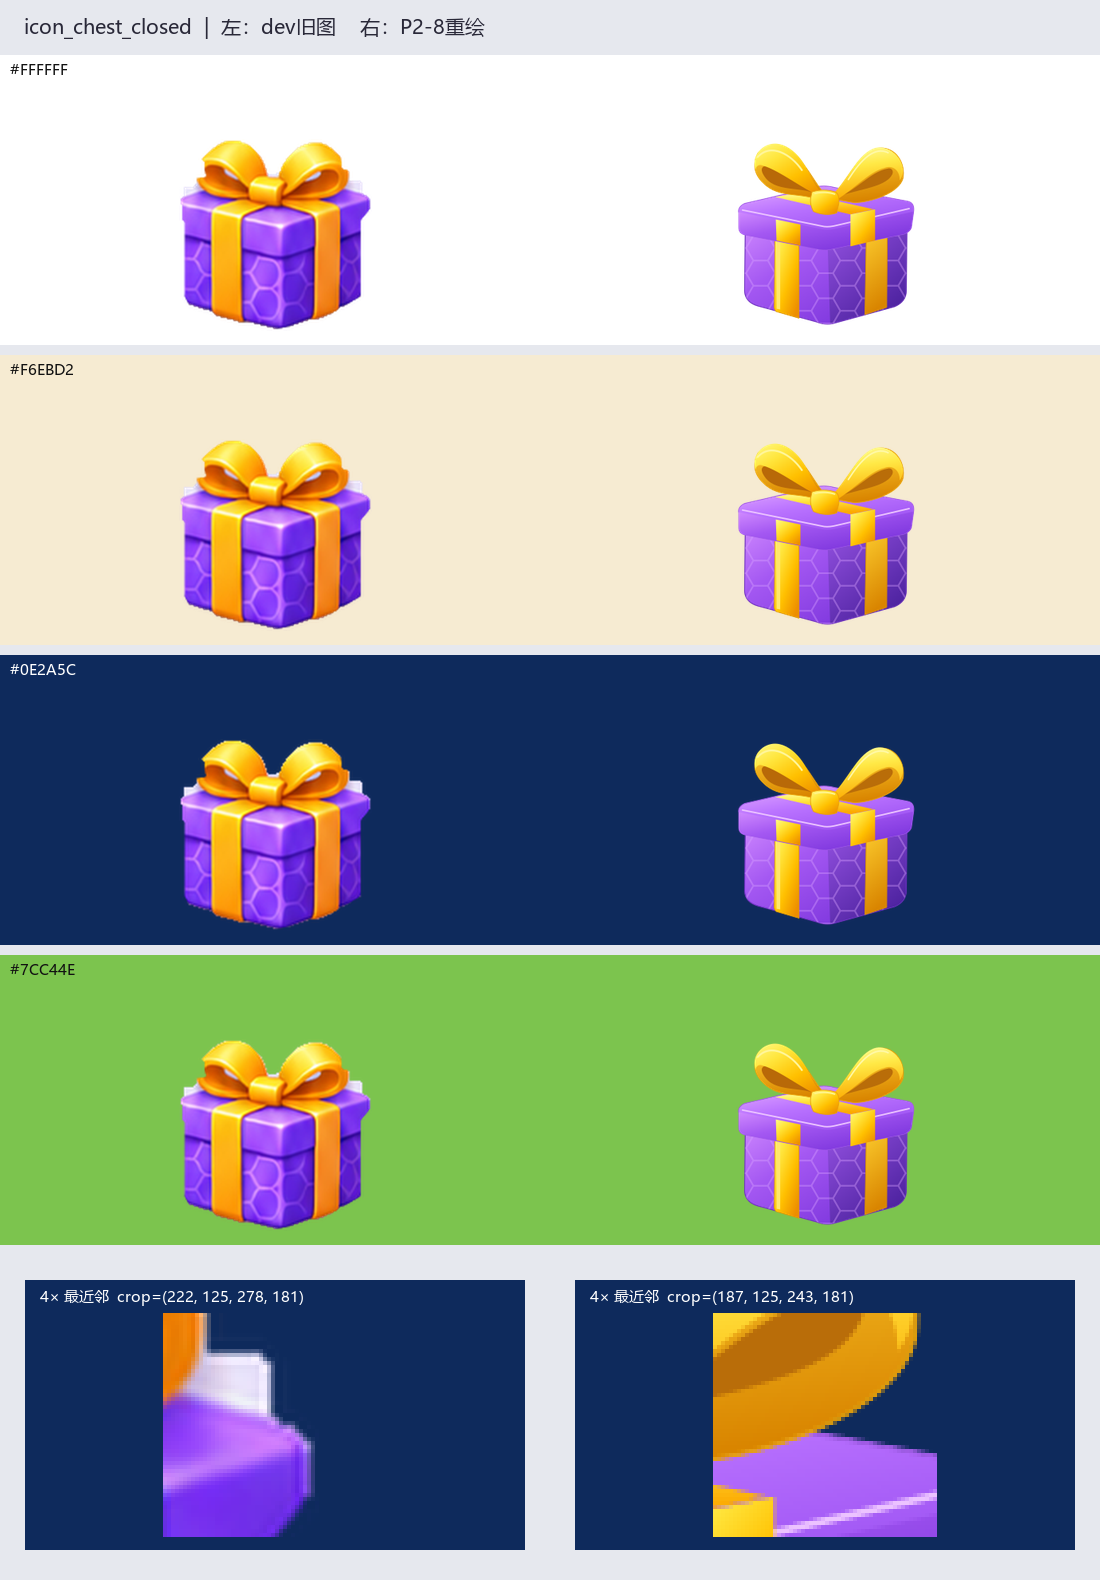 icon_chest_closed | 左：dev旧图 右：P2-8重绘
#FFFFFF
#F6EBD2
#0E2A5C
#7CC44E
4× 最近邻 crop=(222, 125, 278, 181)
4× 最近邻 crop=(187, 125, 243, 181)